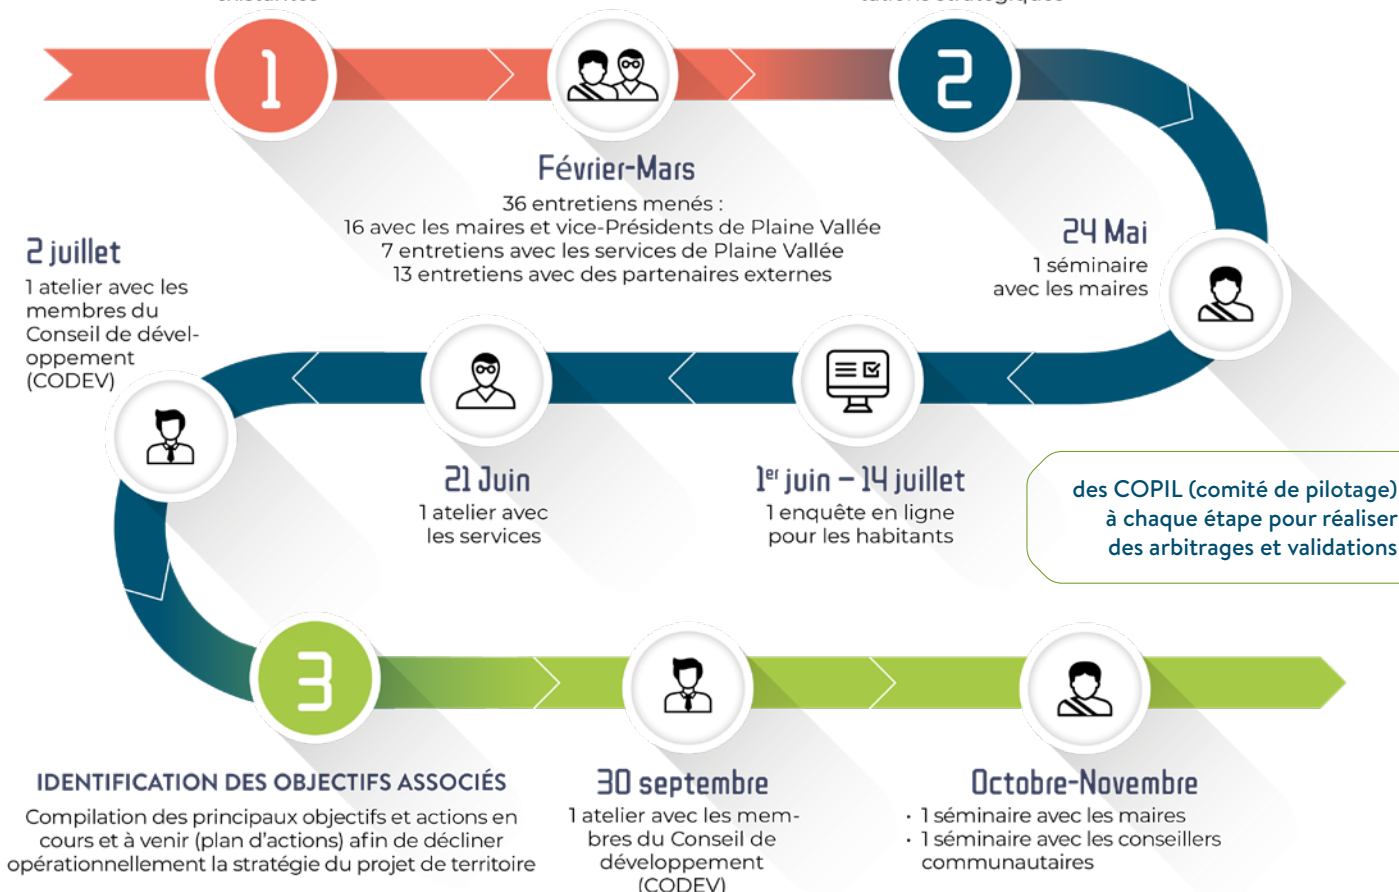 1
2
Février-Mars
36 entretiens menés :
16 avec les maires et vice-Présidents de Plaine Vallée
7 entretiens avec les services de Plaine Vallée
13 entretiens avec des partenaires externes
24 Mai
1 séminaire
avec les maires
2 juillet
1 atelier avec les
membres du
Conseil de dével-
oppement
(CODEV)
21 Juin
1 atelier avec
les services
1er juin – 14 juillet
1 enquête en ligne
pour les habitants
des COPIL (comité de pilotage)
à chaque étape pour réaliser
des arbitrages et validations
3
IDENTIFICATION DES OBJECTIFS ASSOCIÉS
Compilation des principaux objectifs et actions en
cours et à venir (plan d’actions) afin de décliner
opérationnellement la stratégie du projet de territoire
30 septembre
1 atelier avec les mem-
bres du Conseil de
développement
(CODEV)
Octobre-Novembre
· 1 séminaire avec les maires
· 1 séminaire avec les conseillers
communautaires